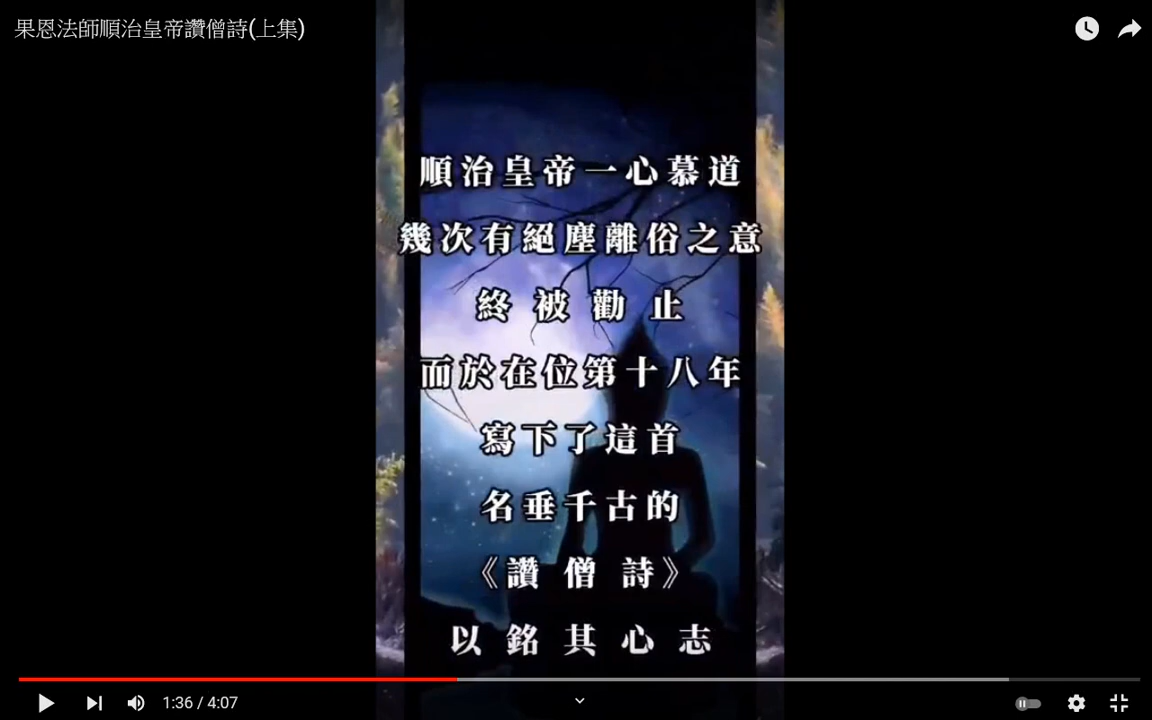 果恩法師順治皇帝讚僧詩(上集)
順治皇帝一心慕道
幾次有絕塵離俗之意
終被勸止
而於在位第十八年
寫下了這首
名垂千古的
《讚僧詩》
以銘其心志
1:36 / 4:07